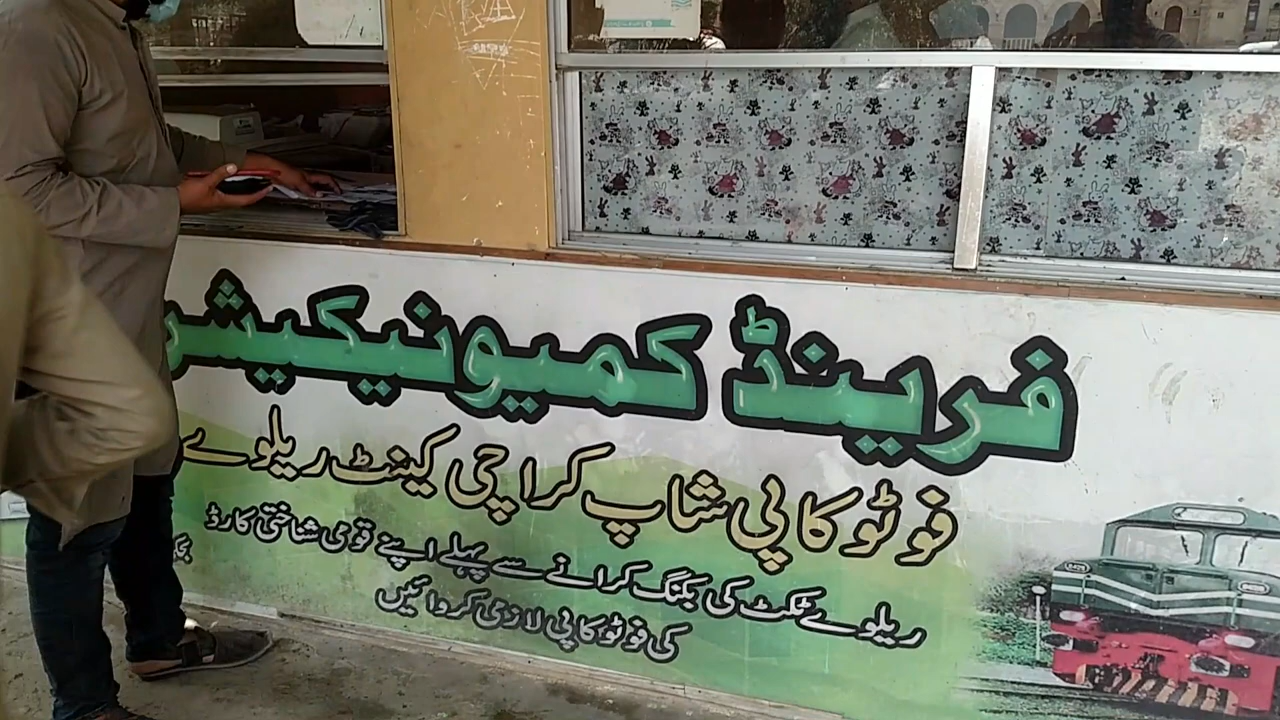 فرینڈ کمیونیکیشن
فوٹو کاپی شاپ کراچی کینٹ ریلوے
ریلوے ٹکٹ کی بکنگ کرانے سے پہلے اپنے قومی شناختی کارڈ
کی فوٹو کاپی لازمی کروائیں